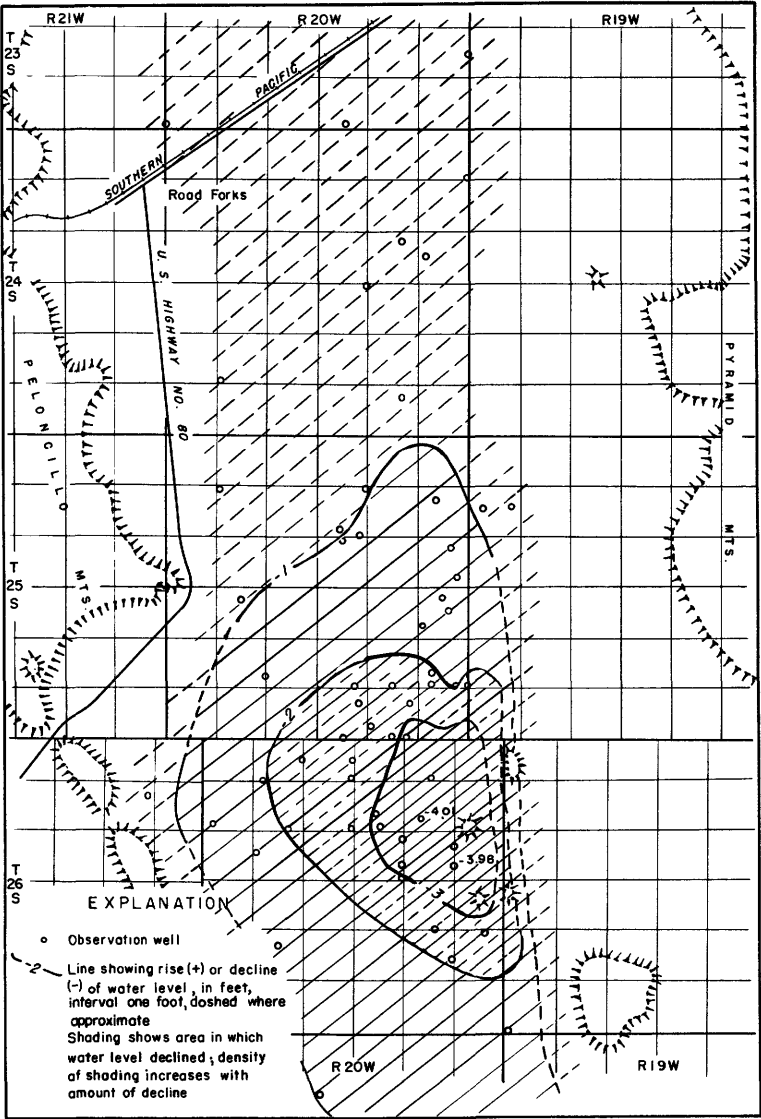 R21W
R20W
R19W
T
23
S
PACIFIC
SOUTHERN
Road Forks
T
24
S
U. S. HIGHWAY NO. 80
PELONCILLO
MTS.
PYRAMID
MTS.
-1
T
25
S
-2
-4.01
-3.98
-3
T
26
S
EXPLANATION
Observation well
-2
Line showing rise (+) or decline
(-) of water level, in feet,
interval one foot, doshed where
approximate
Shading shows area in which
water level declined; density
of shading increases with
amount of decline
R20W
R19W